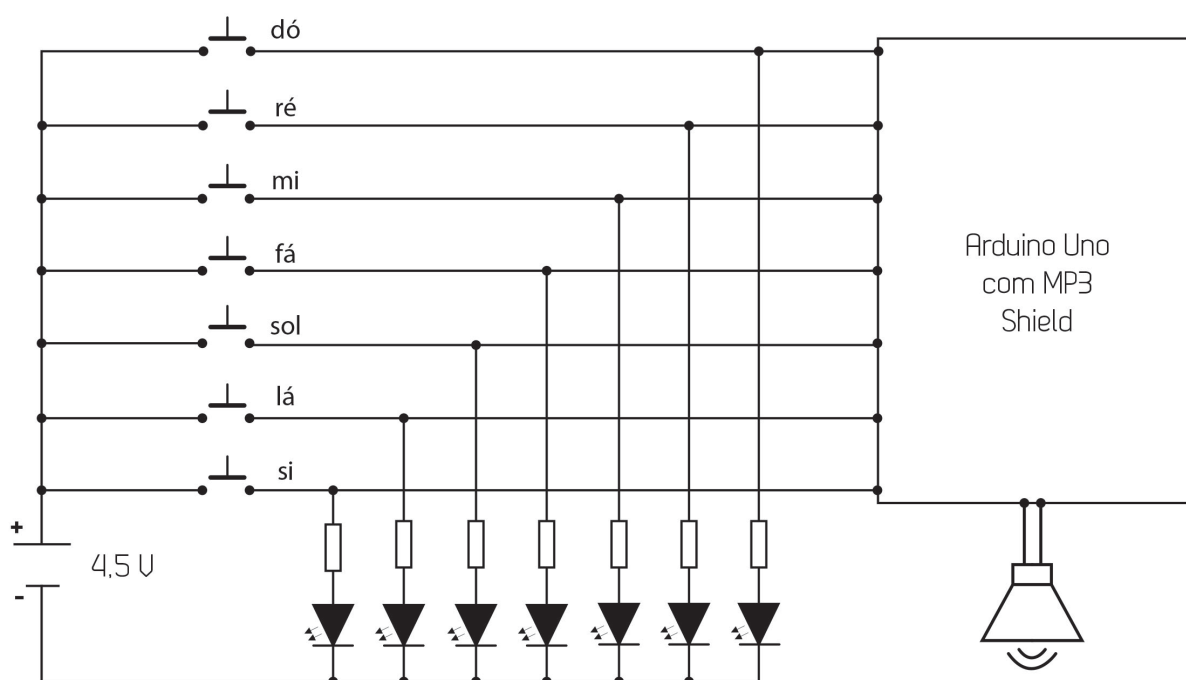 dó
ré
mi
fá
sol
lá
si
Arduino Uno
com MP3
Shield
+
4,5 V
-